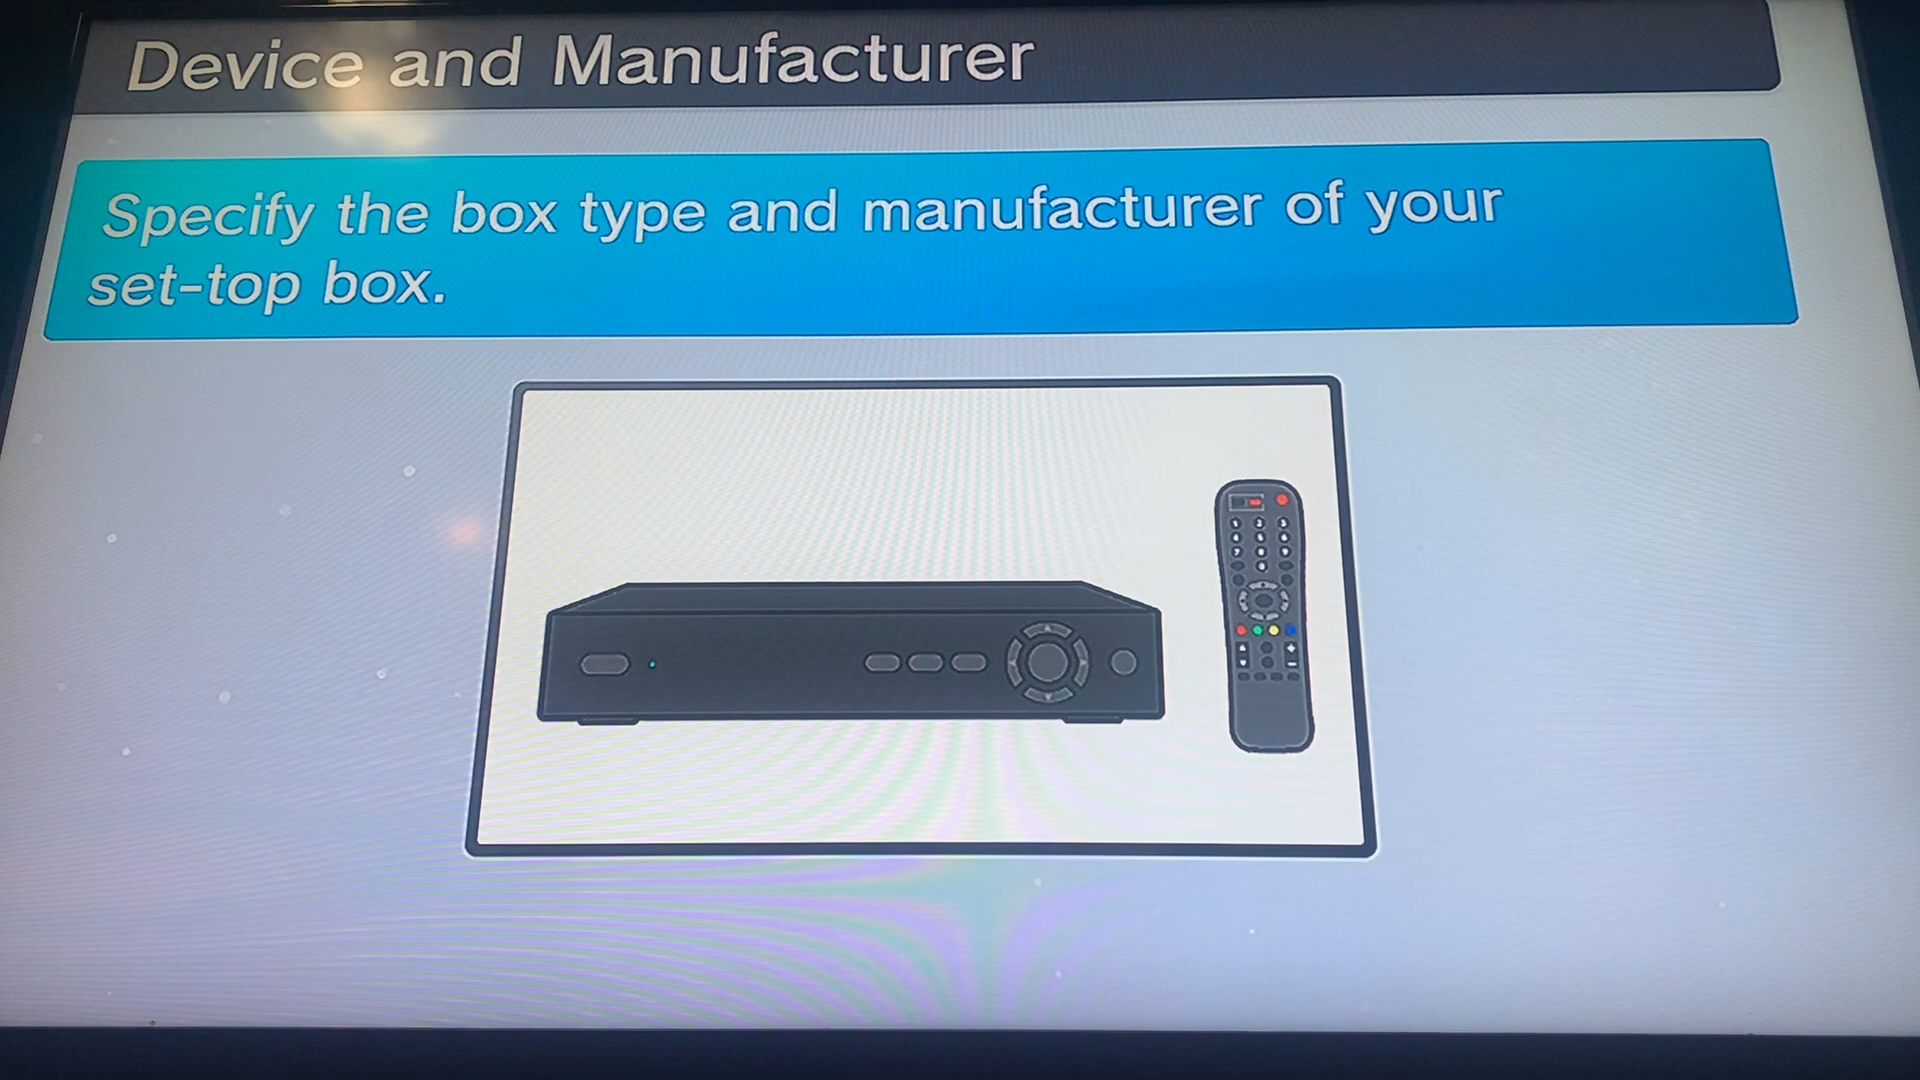 Device and Manufacturer
Specify the box type and manufacturer of your
set-top box.